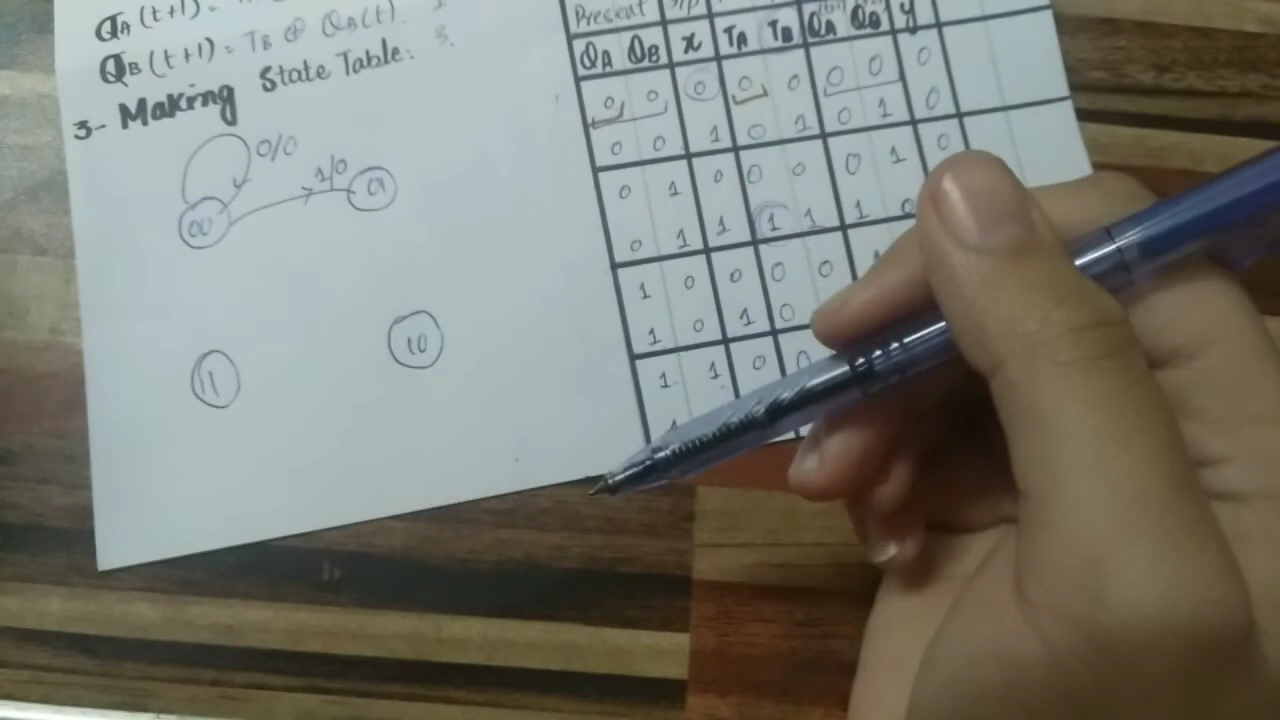 QA (t+1) =
QB (t+1) = TB ⊕ QB(t).
3- Making State Table:
0/0
1/0
00
01
11
10
Present
QA QB x TA TB QA QB y
0 0 0 0 0 0 0 0
0 0 1 0 1 0 1 0
0 1 0 0 0 0 1 0
0 1 1 1 1 1 0
1 0 0 0 0
1 0 1 0
1 1 0 0